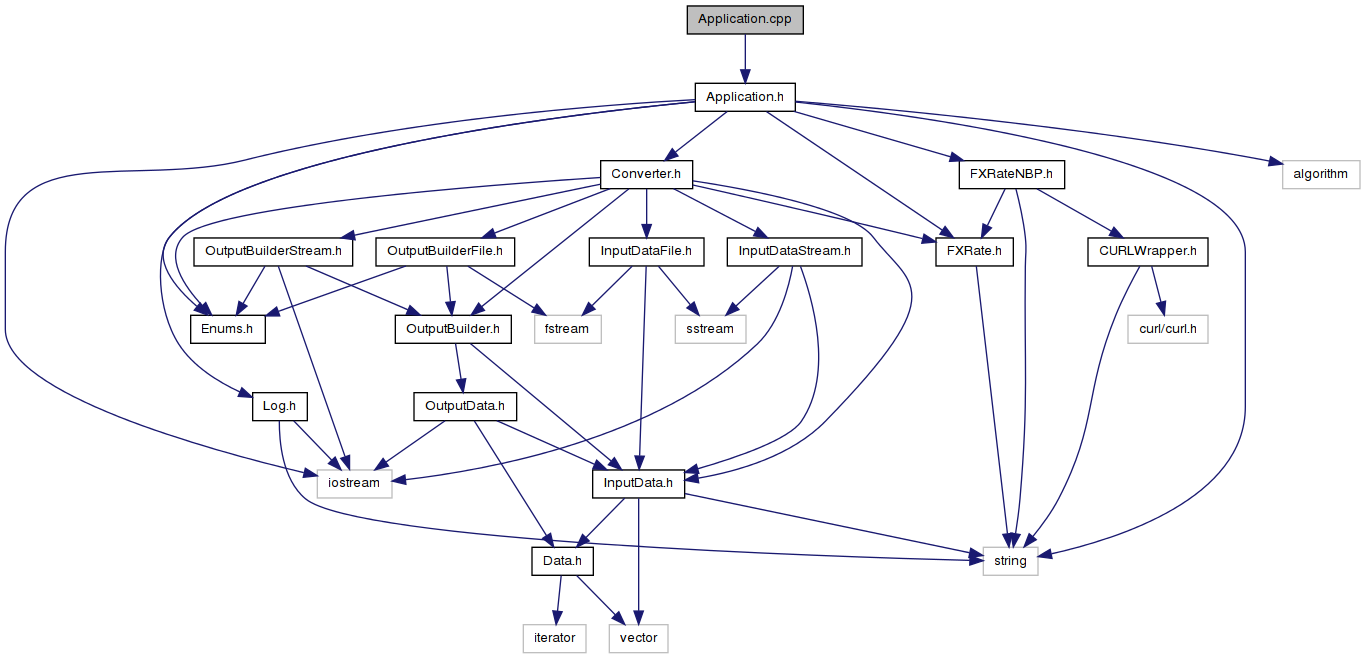 Application.cpp
Application.h
Converter.h
FXRateNBP.h
algorithm
OutputBuilderStream.h
OutputBuilderFile.h
InputDataFile.h
InputDataStream.h
FXRate.h
CURLWrapper.h
Enums.h
OutputBuilder.h
fstream
sstream
curl/curl.h
Log.h
OutputData.h
iostream
InputData.h
Data.h
string
iterator
vector